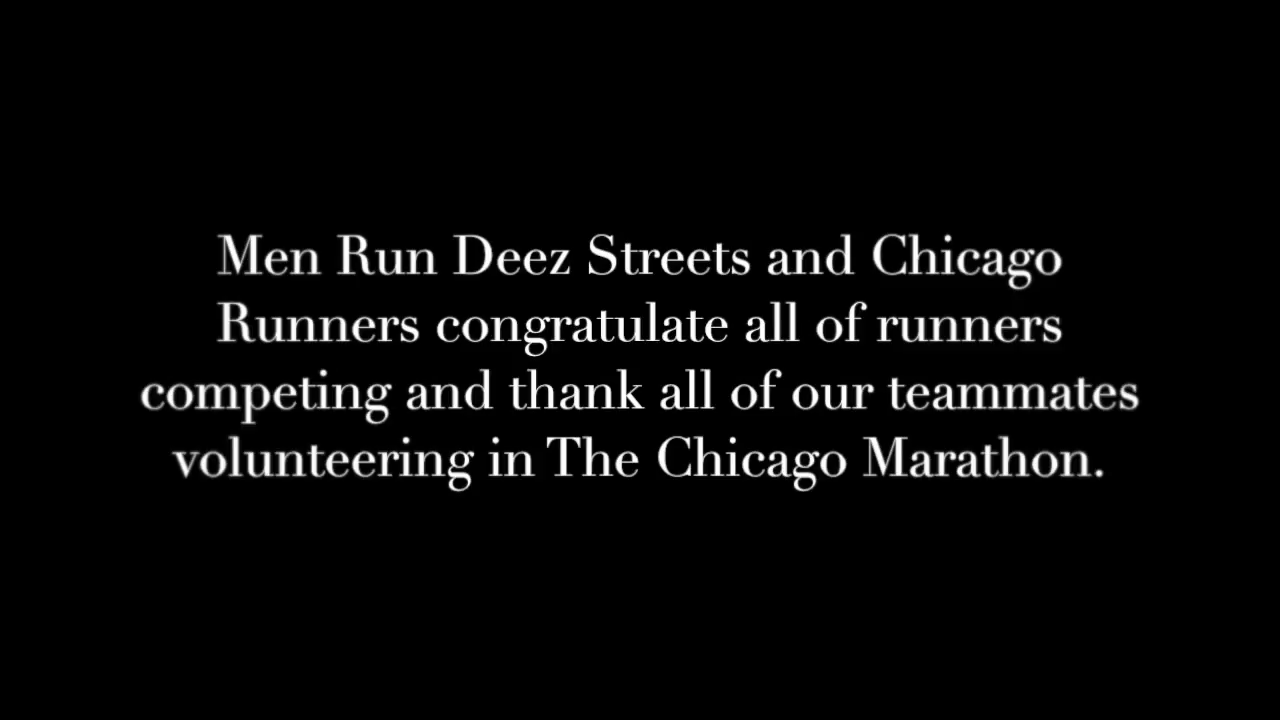 Men Run Deez Streets and Chicago
Runners congratulate all of runners
competing and thank all of our teammates
volunteering in The Chicago Marathon.